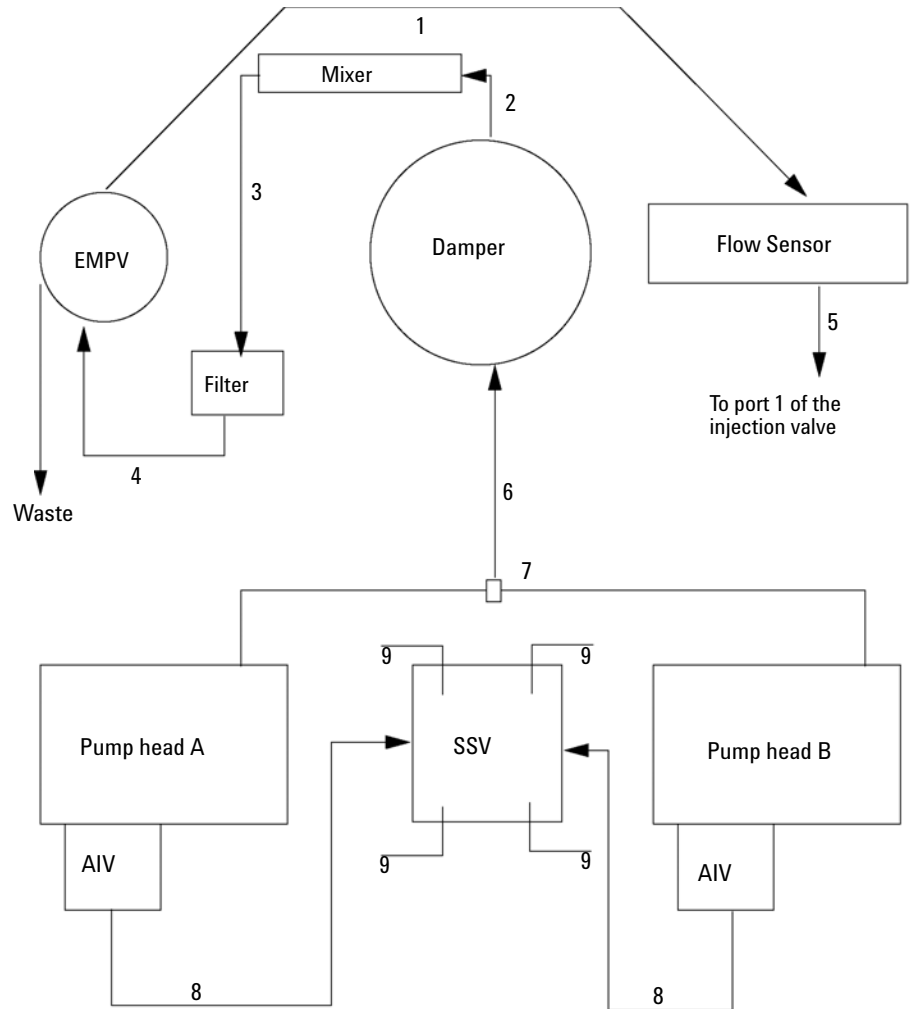 1
Mixer
2
3
Damper
EMPV
Flow Sensor
5
Filter
To port 1 of the
injection valve
4
6
Waste
7
9
9
Pump head A
SSV
Pump head B
9
9
AIV
AIV
8
8